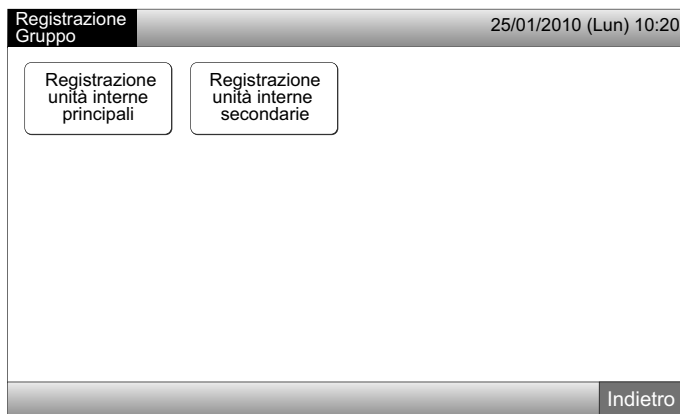 Registrazione
Gruppo
25/01/2010 (Lun) 10:20
Registrazione
unità interne
principali
Registrazione
unità interne
secondarie
Indietro